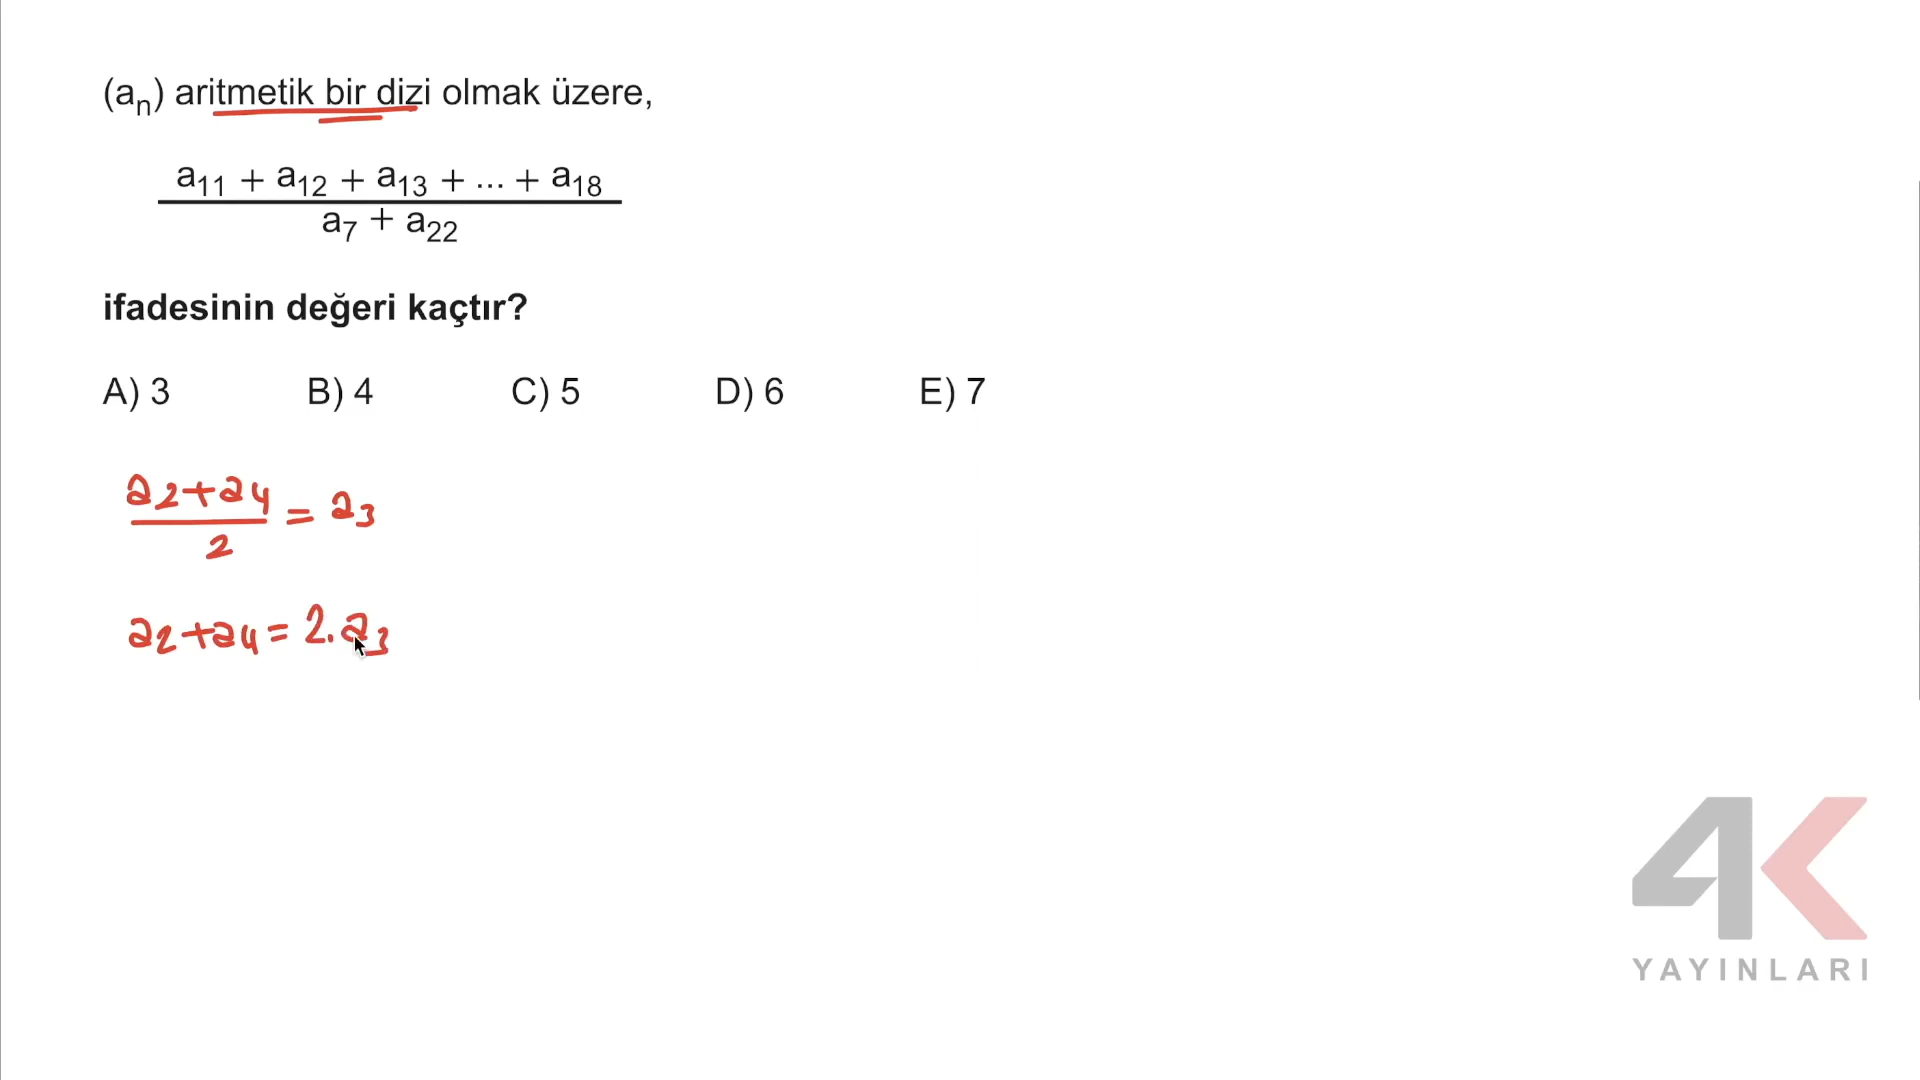 (aₙ) aritmetik bir dizi olmak üzere,
a₁₁ + a₁₂ + a₁₃ + ... + a₁₈
a₇ + a₂₂
ifadesinin değeri kaçtır?
A) 3 B) 4 C) 5 D) 6 E) 7
a₂+a₄ = a₃
2
a₂+a₄ = 2.a₃
4K
YAYINLARI